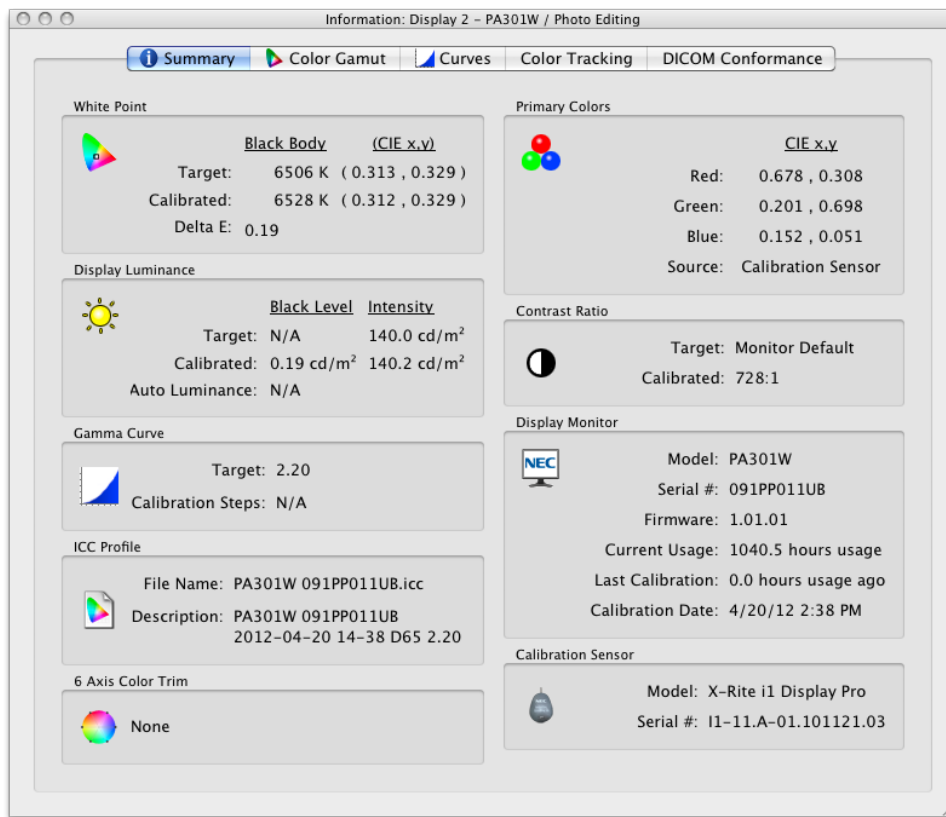 Information: Display 2 – PA301W / Photo Editing
Summary Color Gamut Curves Color Tracking DICOM Conformance
White Point
Black Body (CIE x,y)
Target: 6506 K ( 0.313 , 0.329 )
Calibrated: 6528 K ( 0.312 , 0.329 )
Delta E: 0.19
Display Luminance
Black Level Intensity
Target: N/A 140.0 cd/m²
Calibrated: 0.19 cd/m² 140.2 cd/m²
Auto Luminance: N/A
Gamma Curve
Target: 2.20
Calibration Steps: N/A
ICC Profile
File Name: PA301W 091PP011UB.icc
Description: PA301W 091PP011UB
2012-04-20 14-38 D65 2.20
6 Axis Color Trim
None
Primary Colors
CIE x,y
Red: 0.678 , 0.308
Green: 0.201 , 0.698
Blue: 0.152 , 0.051
Source: Calibration Sensor
Contrast Ratio
Target: Monitor Default
Calibrated: 728:1
Display Monitor
NEC
Model: PA301W
Serial #: 091PP011UB
Firmware: 1.01.01
Current Usage: 1040.5 hours usage
Last Calibration: 0.0 hours usage ago
Calibration Date: 4/20/12 2:38 PM
Calibration Sensor
Model: X-Rite i1 Display Pro
Serial #: I1-11.A-01.101121.03